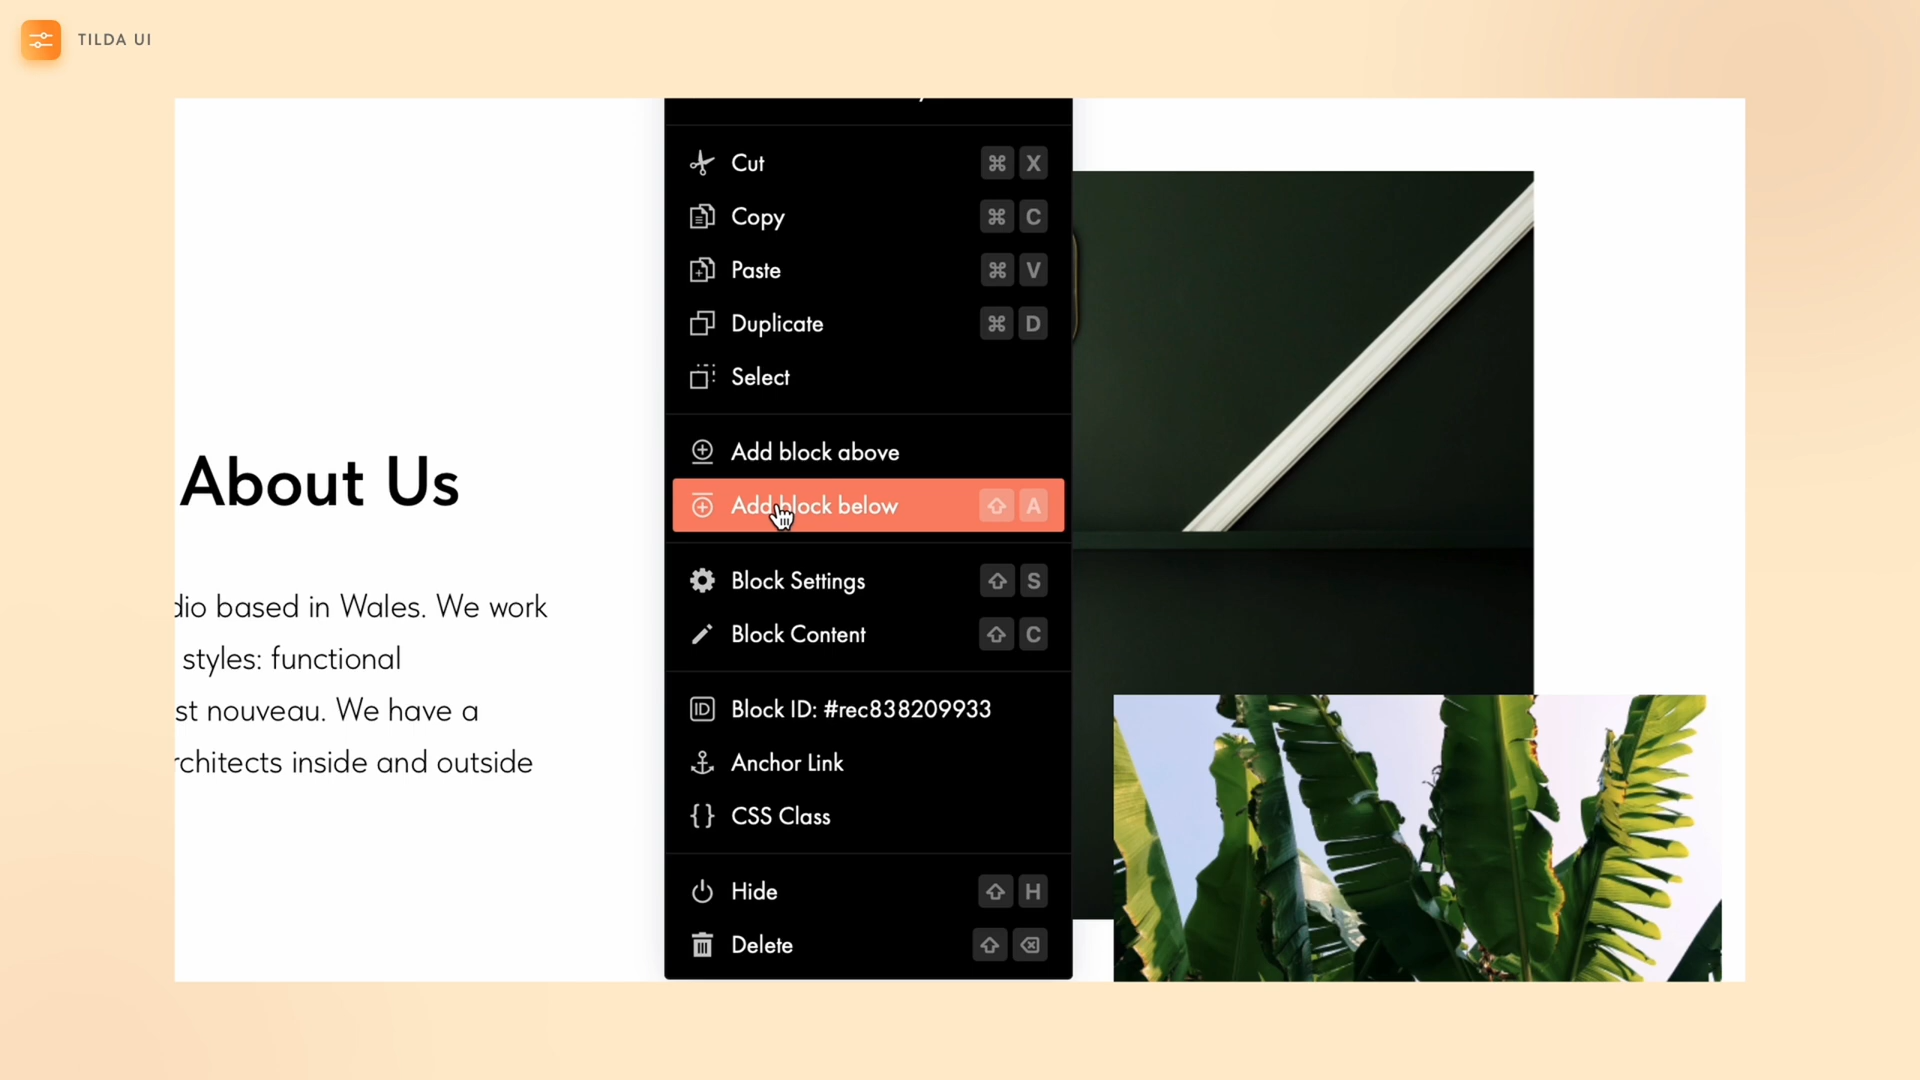 TILDA UI
Cut ⌘ X
Copy ⌘ C
Paste ⌘ V
Duplicate ⌘ D
Select
Add block above
Add block below ⇧ A
Block Settings ⇧ S
Block Content ⇧ C
Block ID: #rec838209933
Anchor Link
CSS Class
Hide ⇧ H
Delete ⇧ ⌫
About Us
dio based in Wales. We work
styles: functional
st nouveau. We have a
rchitects inside and outside